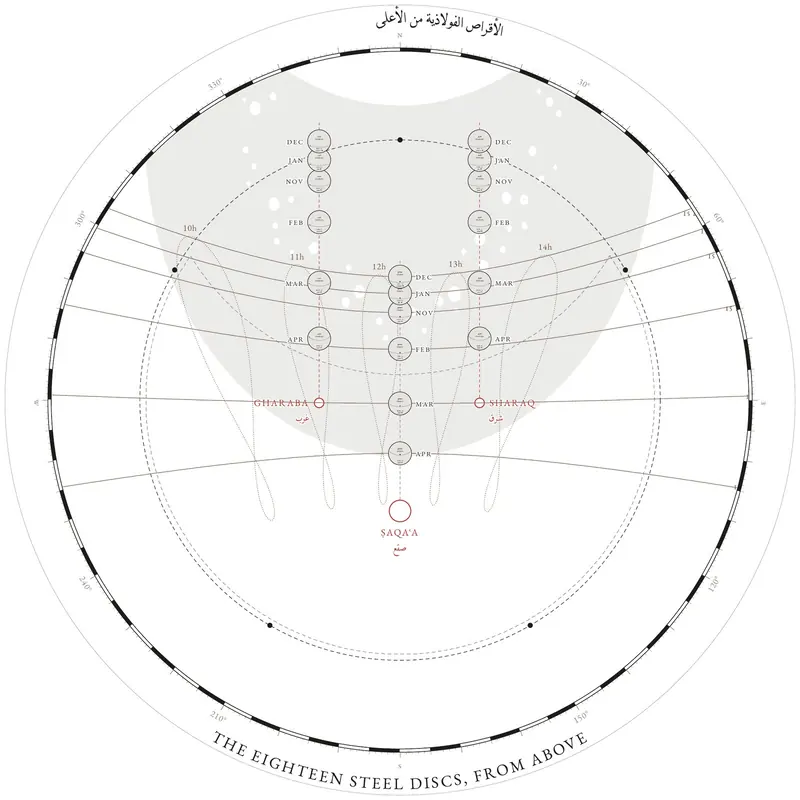 الأقراص الفولاذية من الأعلى
N
330°
30°
DEC
DEC
JAN
JAN
NOV
NOV
300°
60°
FEB
FEB
10h
11h
12h
13h
14h
DEC
MAR
MAR
JAN
NOV
APR
APR
FEB
GHARABA
غرب
MAR
SHARAQ
شرق
APR
ṢAQA'A
صقع
240°
120°
210°
150°
THE EIGHTEEN STEEL DISCS, FROM ABOVE